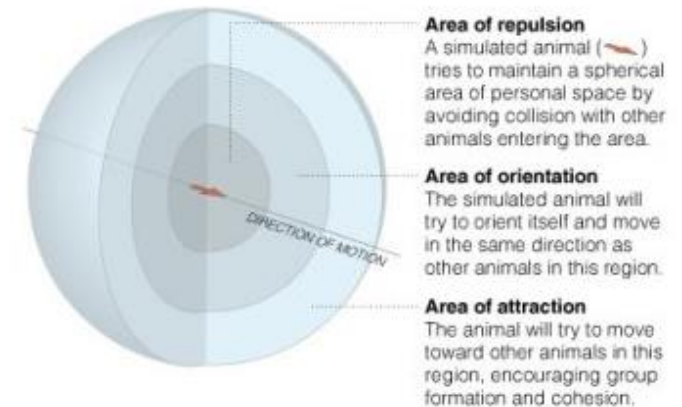 Area of repulsion
A simulated animal ( )
tries to maintain a spherical
area of personal space by
avoiding collision with other
animals entering the area.
Area of orientation
The simulated animal will
try to orient itself and move
in the same direction as
other animals in this region.
Area of attraction
The animal will try to move
toward other animals in this
region, encouraging group
formation and cohesion.
DIRECTION OF MOTION